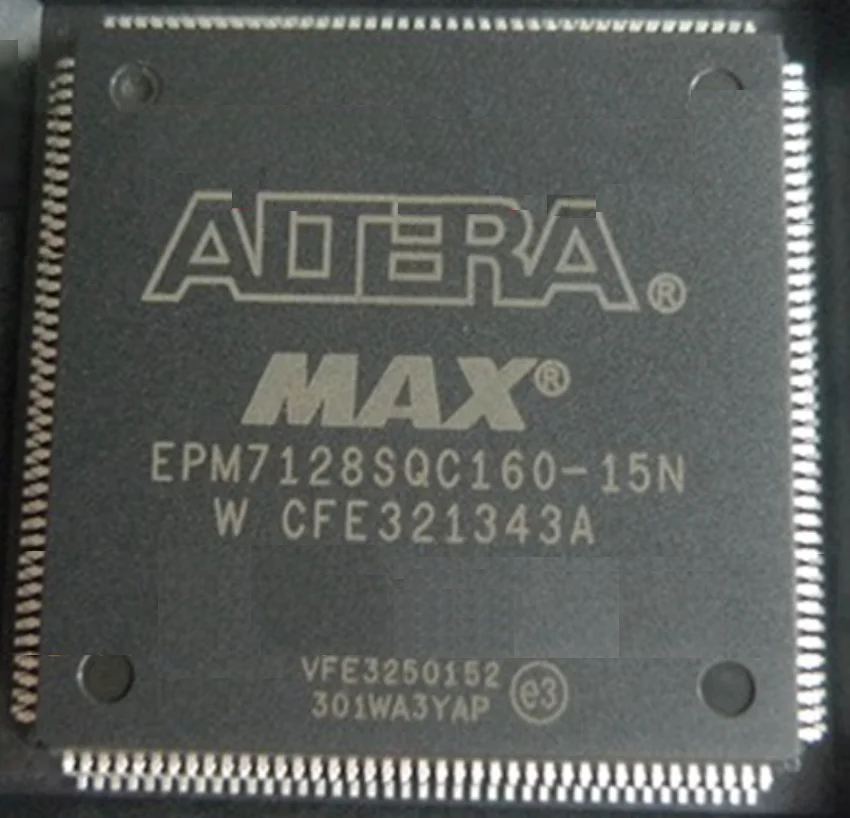 ALTERA®
MAX®
EPM7128SQC160-15N
W CFE321343A
VFE3250152
301WA3YAP
e3